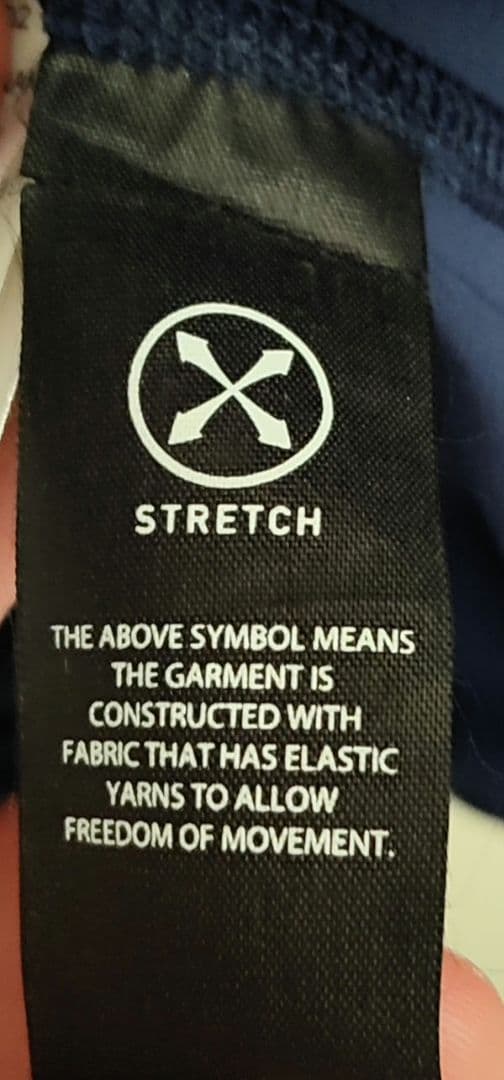 STRETCH
THE ABOVE SYMBOL MEANS
THE GARMENT IS
CONSTRUCTED WITH
FABRIC THAT HAS ELASTIC
YARNS TO ALLOW
FREEDOM OF MOVEMENT.